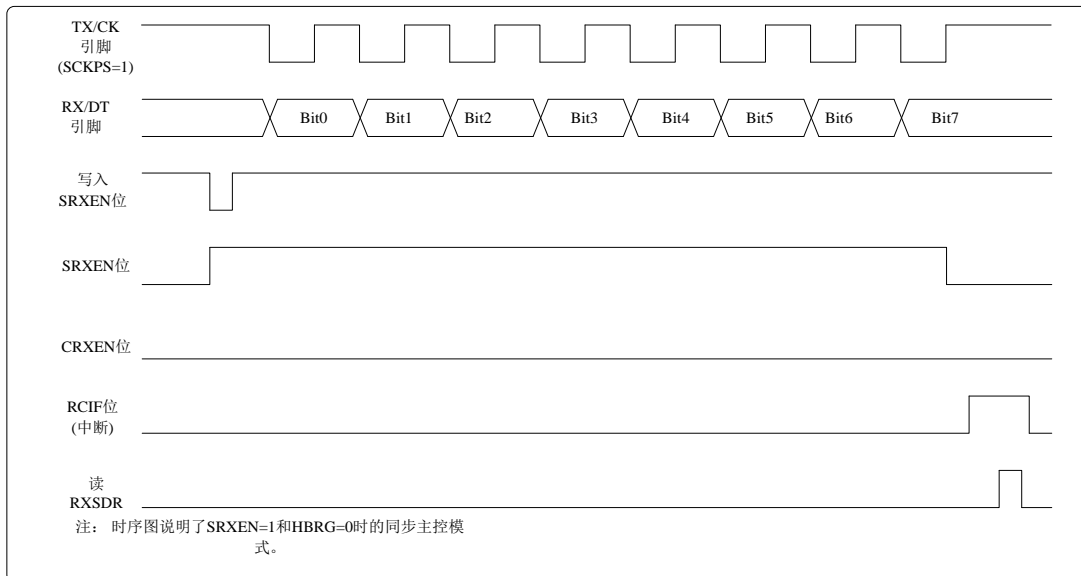 TX/CK
引脚
(SCKPS=1)
RX/DT
引脚
Bit0
Bit1
Bit2
Bit3
Bit4
Bit5
Bit6
Bit7
写入
SRXEN位
SRXEN位
CRXEN位
RCIF位
(中断)
读
RXSDR
注： 时序图说明了SRXEN=1和HBRG=0时的同步主控模
式。